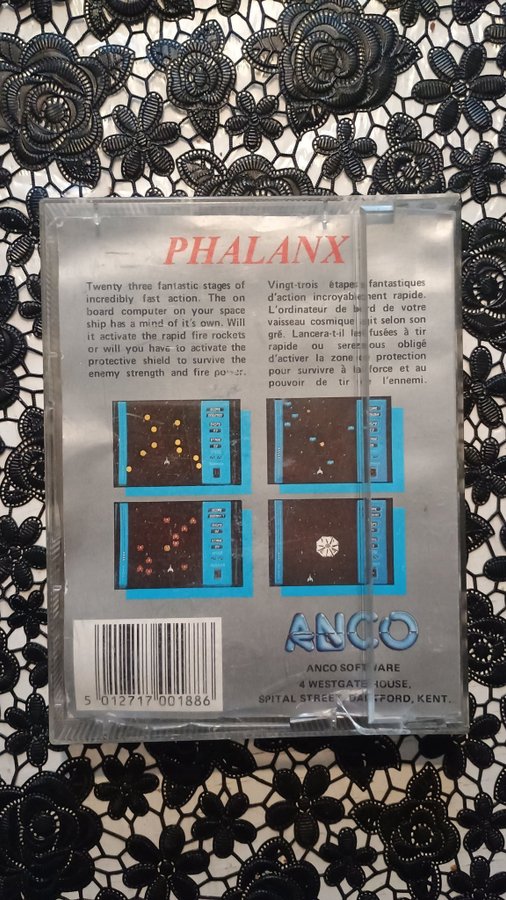 PHALANX
Twenty three fantastic stages of
incredibly fast action. The on
board computer on your space
ship has a mind of it's own. Will
it activate the rapid fire rockets
or will you have to activate the
protective shield to survive the
enemy strength and fire power.
Vingt-trois étapes fantastiques
d'action incroyablement rapide.
L'ordinateur de bord de votre
vaisseau cosmique agit selon son
gré. Lancera-t-il les fusées à tir
rapide ou serez-vous obligé
d'activer la zone de protection
pour survivre à la force et au
pouvoir de tir de l'ennemi.
ANCO
ANCO SOFTWARE
4 WESTGATE HOUSE,
SPITAL STREET, DARTFORD, KENT.
5 012717 001886